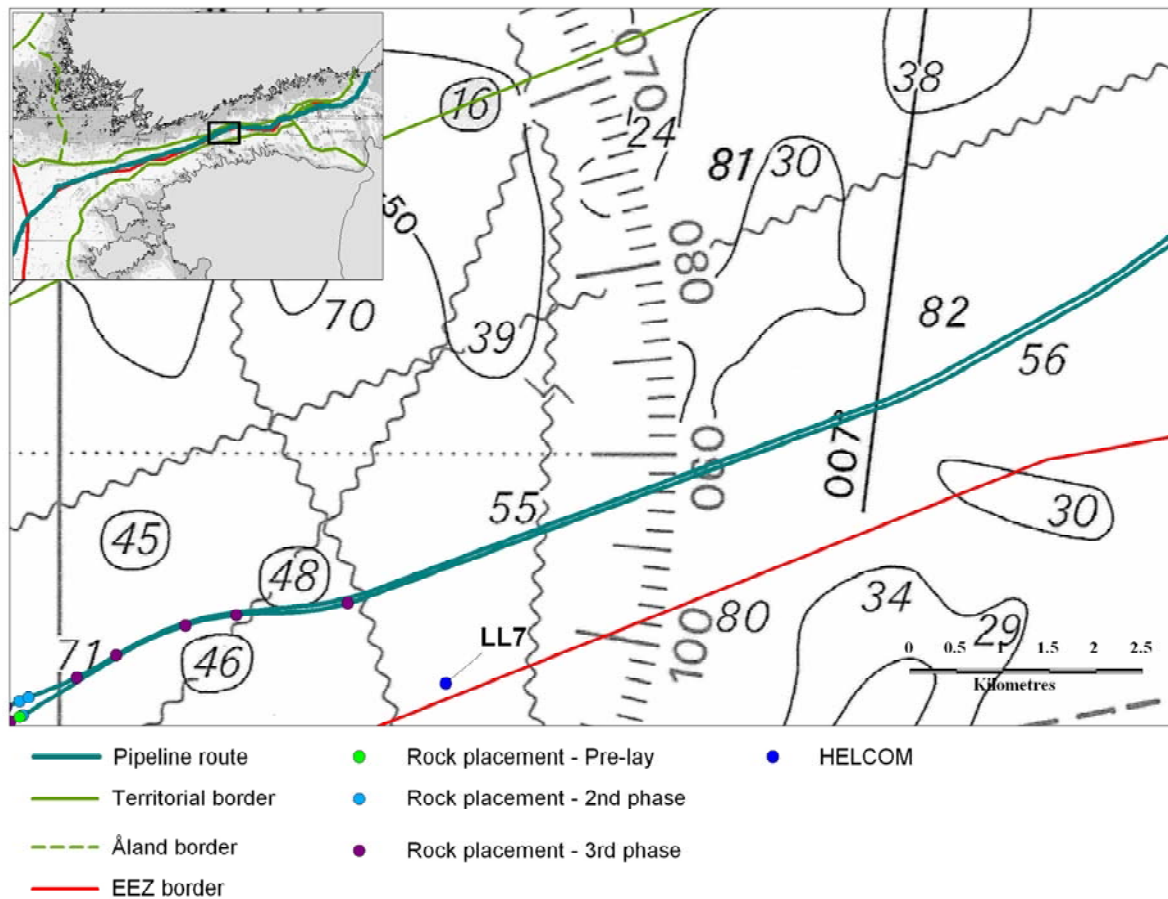 070
16
24
38
81
30
50
080
70
39
82
56
007°
060
55
45
48
30
34
80
29
LL7
100
46
71
0 0.5 1 1.5 2 2.5
Kilometres
Pipeline route
Rock placement - Pre-lay
HELCOM
Territorial border
Rock placement - 2nd phase
Åland border
Rock placement - 3rd phase
EEZ border